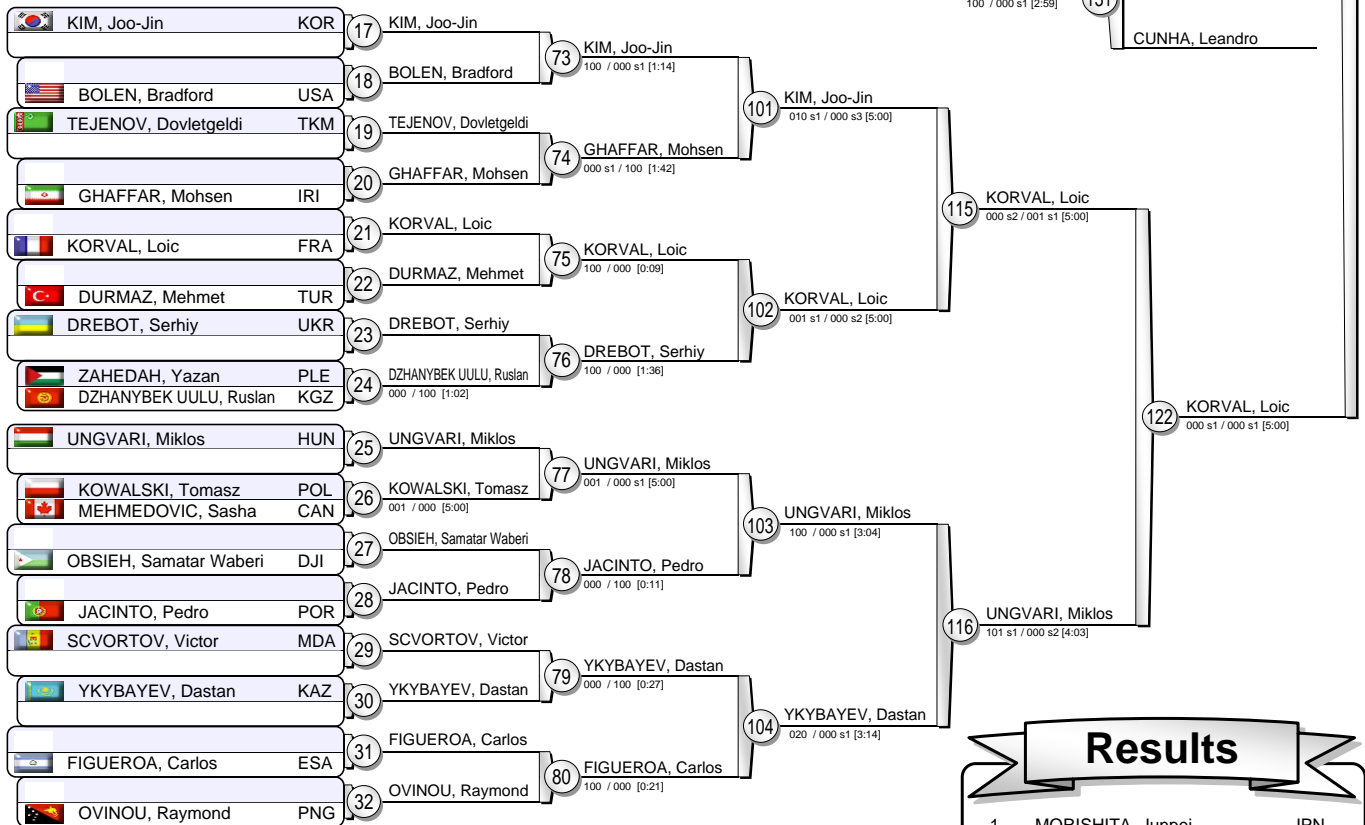 100 / 000 s1 [2:59]
CUNHA, Leandro
KIM, Joo-Jin KOR
BOLEN, Bradford USA
TEJENOV, Dovletgeldi TKM
GHAFFAR, Mohsen IRI
KORVAL, Loic FRA
DURMAZ, Mehmet TUR
DREBOT, Serhiy UKR
ZAHEDAH, Yazan PLE
DZHANYBEK UULU, Ruslan KGZ
UNGVARI, Miklos HUN
KOWALSKI, Tomasz POL
MEHMEDOVIC, Sasha CAN
OBSIEH, Samatar Waberi DJI
JACINTO, Pedro POR
SCVORTOV, Victor MDA
YKYBAYEV, Dastan KAZ
FIGUEROA, Carlos ESA
OVINOU, Raymond PNG
17 KIM, Joo-Jin
18 BOLEN, Bradford
19 TEJENOV, Dovletgeldi
20 GHAFFAR, Mohsen
21 KORVAL, Loic
22 DURMAZ, Mehmet
23 DREBOT, Serhiy
24 DZHANYBEK UULU, Ruslan
000 / 100 [1:02]
25 UNGVARI, Miklos
26 KOWALSKI, Tomasz
001 / 000 [5:00]
27 OBSIEH, Samatar Waberi
28 JACINTO, Pedro
29 SCVORTOV, Victor
30 YKYBAYEV, Dastan
31 FIGUEROA, Carlos
32 OVINOU, Raymond
73 KIM, Joo-Jin
100 / 000 s1 [1:14]
74 GHAFFAR, Mohsen
000 s1 / 100 [1:42]
75 KORVAL, Loic
100 / 000 [0:09]
76 DREBOT, Serhiy
100 / 000 [1:36]
77 UNGVARI, Miklos
001 / 000 s1 [5:00]
78 JACINTO, Pedro
000 / 100 [0:11]
79 YKYBAYEV, Dastan
000 / 100 [0:27]
80 FIGUEROA, Carlos
100 / 000 [0:21]
101 KIM, Joo-Jin
010 s1 / 000 s3 [5:00]
102 KORVAL, Loic
001 s1 / 000 s2 [5:00]
103 UNGVARI, Miklos
100 / 000 s1 [3:04]
104 YKYBAYEV, Dastan
020 / 000 s1 [3:14]
115 KORVAL, Loic
000 s2 / 001 s1 [5:00]
116 UNGVARI, Miklos
101 s1 / 000 s2 [4:03]
122 KORVAL, Loic
000 s1 / 000 s1 [5:00]
Results
1 MORISHITA, Junpei JPN